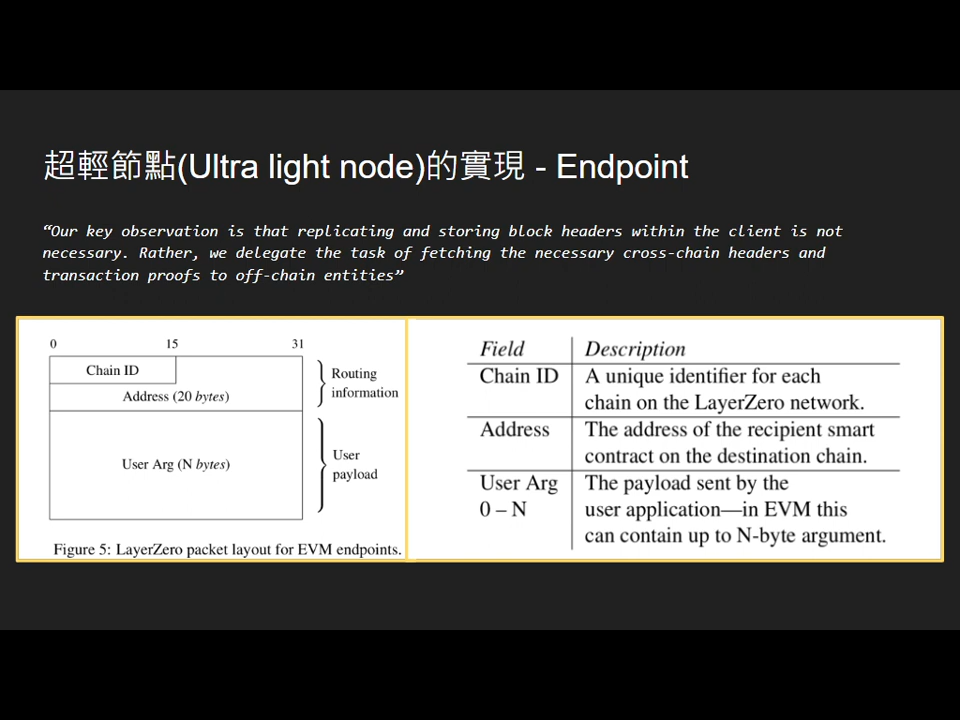 超輕節點(Ultra light node)的實現 - Endpoint
“Our key observation is that replicating and storing block headers within the client is not
necessary. Rather, we delegate the task of fetching the necessary cross-chain headers and
transaction proofs to off-chain entities”
0 15 31
Chain ID
Address (20 bytes)
Routing
information
User Arg (N bytes)
User
payload
Figure 5: LayerZero packet layout for EVM endpoints.
Field Description
Chain ID A unique identifier for each
chain on the LayerZero network.
Address The address of the recipient smart
contract on the destination chain.
User Arg The payload sent by the
0 – N user application—in EVM this
can contain up to N-byte argument.